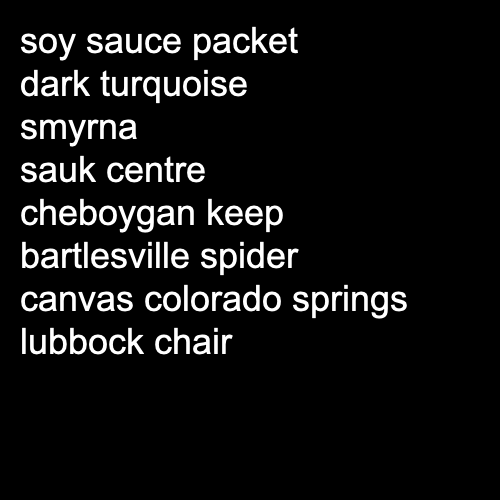 soy sauce packet
dark turquoise
smyrna
sauk centre
cheboygan keep
bartlesville spider
canvas colorado springs
lubbock chair